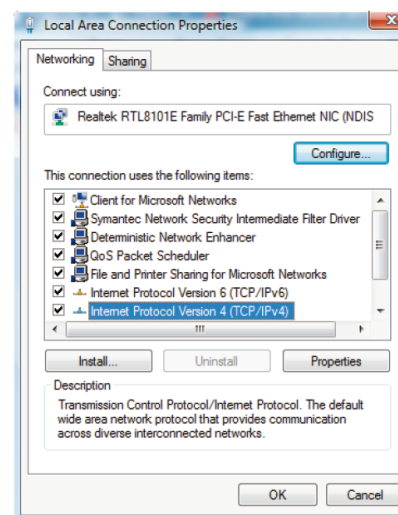 Local Area Connection Properties
Networking Sharing
Connect using:
Realtek RTL8101E Family PCI-E Fast Ethernet NIC (NDIS
Configure...
This connection uses the following items:
Client for Microsoft Networks
Symantec Network Security Intermediate Filter Driver
Deterministic Network Enhancer
QoS Packet Scheduler
File and Printer Sharing for Microsoft Networks
Internet Protocol Version 6 (TCP/IPv6)
Internet Protocol Version 4 (TCP/IPv4)
Install... Uninstall Properties
Description
Transmission Control Protocol/Internet Protocol. The default
wide area network protocol that provides communication
across diverse interconnected networks.
OK Cancel